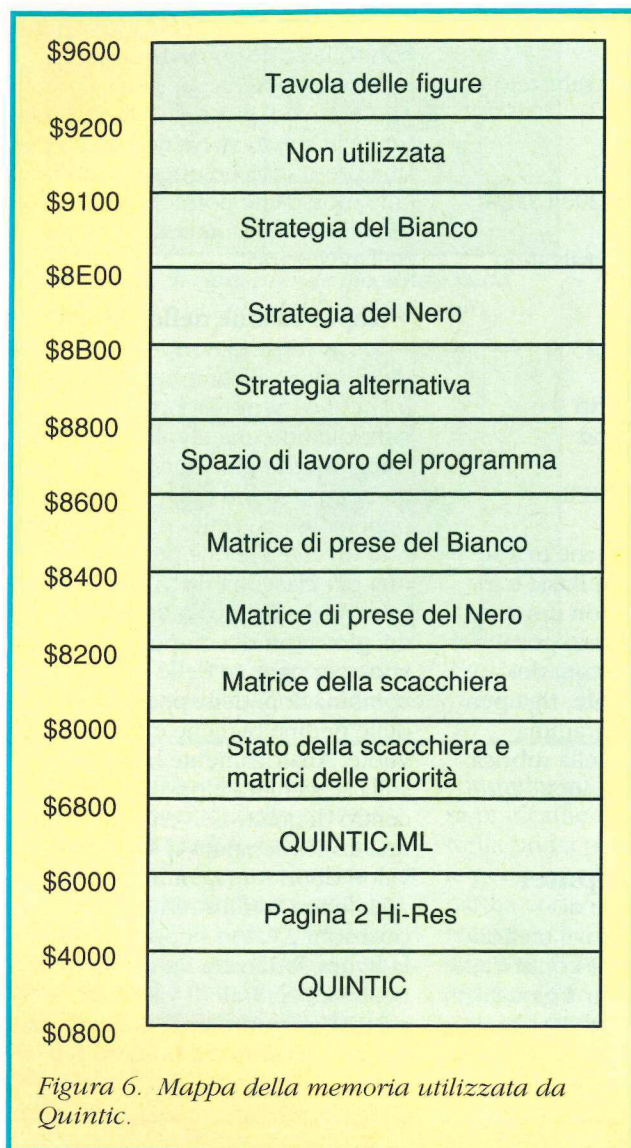 $9600
Tavola delle figure
$9200
Non utilizzata
$9100
Strategia del Bianco
$8E00
Strategia del Nero
$8B00
Strategia alternativa
$8800
Spazio di lavoro del programma
$8600
Matrice di prese del Bianco
$8400
Matrice di prese del Nero
$8200
Matrice della scacchiera
$8000
Stato della scacchiera e
matrici delle priorità
$6800
QUINTIC.ML
$6000
Pagina 2 Hi-Res
$4000
QUINTIC
$0800
Figura 6. Mappa della memoria utilizzata da
Quintic.